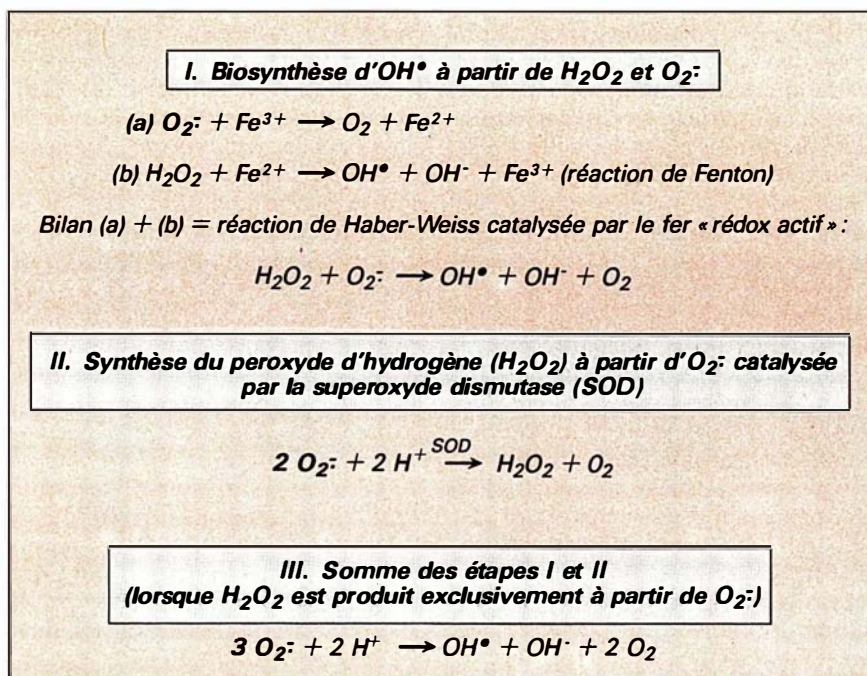 I. Biosynthèse d'OH• à partir de H₂O₂ et O₂⁻̇
(a) O₂⁻̇ + Fe³⁺ ⟶ O₂ + Fe²⁺
(b) H₂O₂ + Fe²⁺ ⟶ OH• + OH⁻ + Fe³⁺ (réaction de Fenton)
Bilan (a) + (b) = réaction de Haber-Weiss catalysée par le fer « rédox actif » :
H₂O₂ + O₂⁻̇ ⟶ OH• + OH⁻ + O₂
II. Synthèse du peroxyde d'hydrogène (H₂O₂) à partir d'O₂⁻̇ catalysée
par la superoxyde dismutase (SOD)
2 O₂⁻̇ + 2 H⁺ SOD ⟶ H₂O₂ + O₂
III. Somme des étapes I et II
(lorsque H₂O₂ est produit exclusivement à partir de O₂⁻̇)
3 O₂⁻̇ + 2 H⁺ ⟶ OH• + OH⁻ + 2 O₂